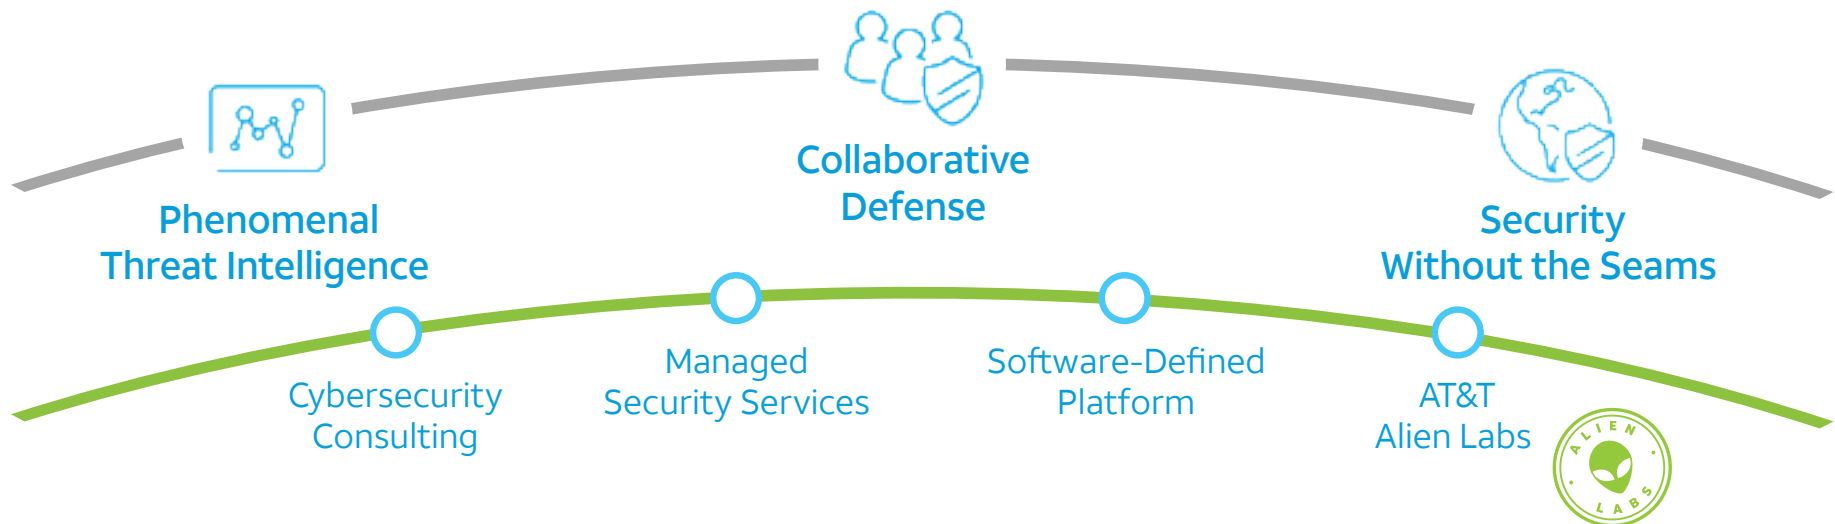 Phenomenal
Threat Intelligence
Collaborative
Defense
Security
Without the Seams
Cybersecurity
Consulting
Managed
Security Services
Software-Defined
Platform
AT&T
Alien Labs
ALIEN
LABS